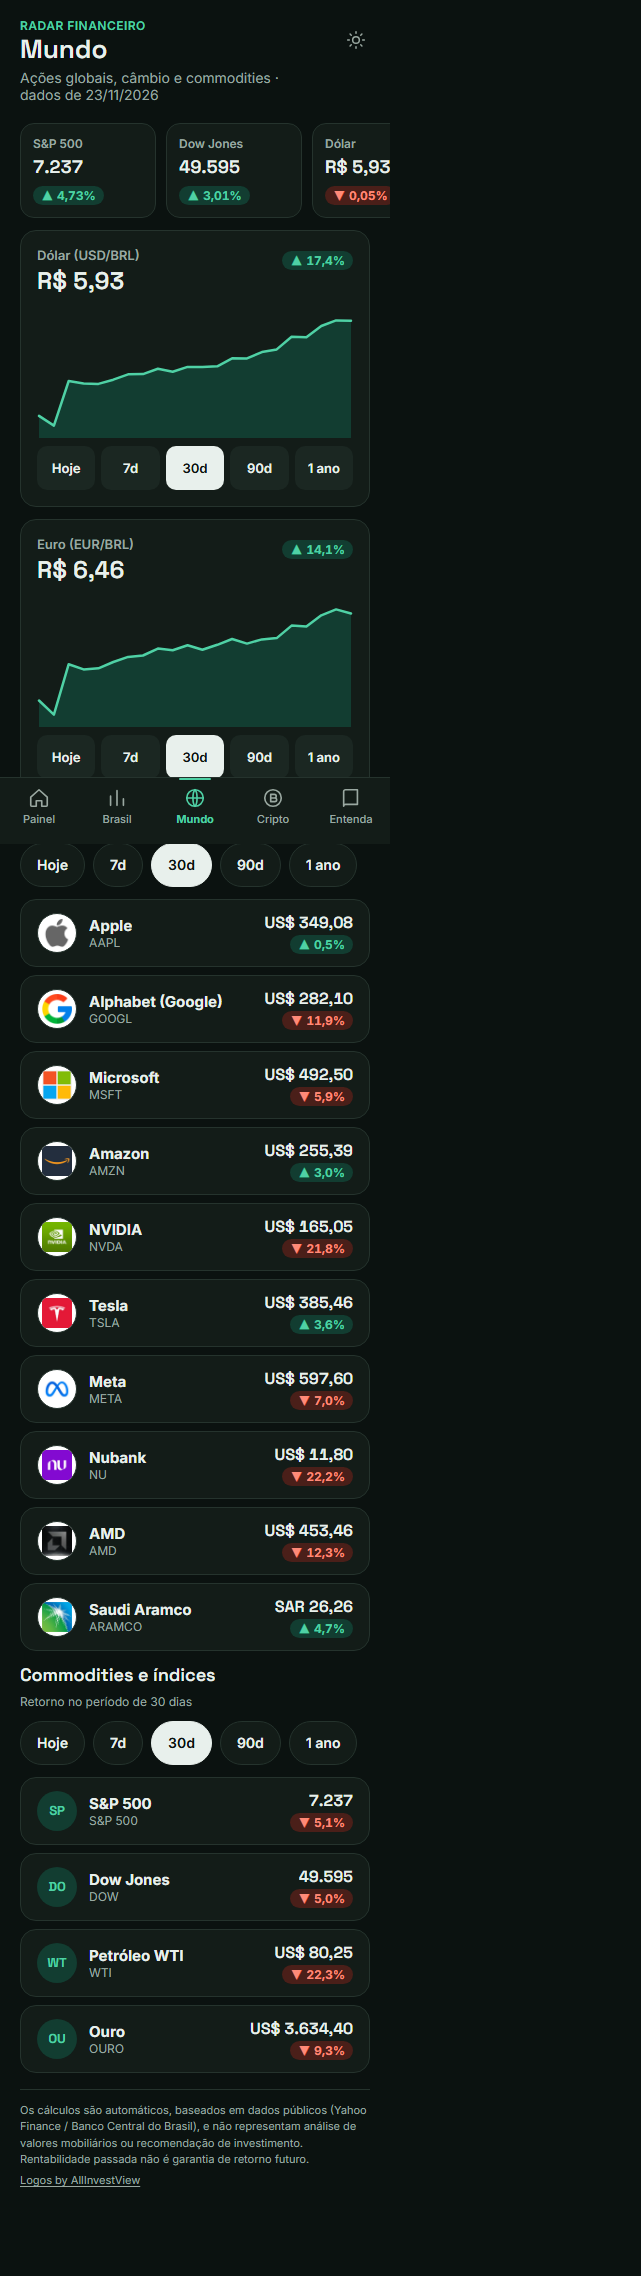 RADAR FINANCEIRO
Mundo
Ações globais, câmbio e commodities ·
dados de 23/11/2026
S&P 500
7.237
▲ 4,73%
Dow Jones
49.595
▲ 3,01%
Dólar
R$ 5,93
▼ 0,05%
Dólar (USD/BRL)
R$ 5,93
▲ 17,4%
Hoje
7d
30d
90d
1 ano
Euro (EUR/BRL)
R$ 6,46
▲ 14,1%
Hoje
7d
30d
90d
1 ano
Painel
Brasil
Mundo
Cripto
Entenda
Hoje
7d
30d
90d
1 ano
Apple
AAPL
US$ 349,08
▲ 0,5%
Alphabet (Google)
GOOGL
US$ 282,10
▼ 11,9%
Microsoft
MSFT
US$ 492,50
▼ 5,9%
Amazon
AMZN
US$ 255,39
▲ 3,0%
NVIDIA
NVDA
US$ 165,05
▼ 21,8%
Tesla
TSLA
US$ 385,46
▲ 3,6%
Meta
META
US$ 597,60
▼ 7,0%
nu
Nubank
NU
US$ 11,80
▼ 22,2%
AMD
AMD
US$ 453,46
▼ 12,3%
Saudi Aramco
ARAMCO
SAR 26,26
▲ 4,7%
Commodities e índices
Retorno no período de 30 dias
Hoje
7d
30d
90d
1 ano
SP
S&P 500
S&P 500
7.237
▼ 5,1%
DO
Dow Jones
DOW
49.595
▼ 5,0%
WT
Petróleo WTI
WTI
US$ 80,25
▼ 22,3%
OU
Ouro
OURO
US$ 3.634,40
▼ 9,3%
Os cálculos são automáticos, baseados em dados públicos (Yahoo
Finance / Banco Central do Brasil), e não representam análise de
valores mobiliários ou recomendação de investimento.
Rentabilidade passada não é garantia de retorno futuro.
Logos by AllInvestView